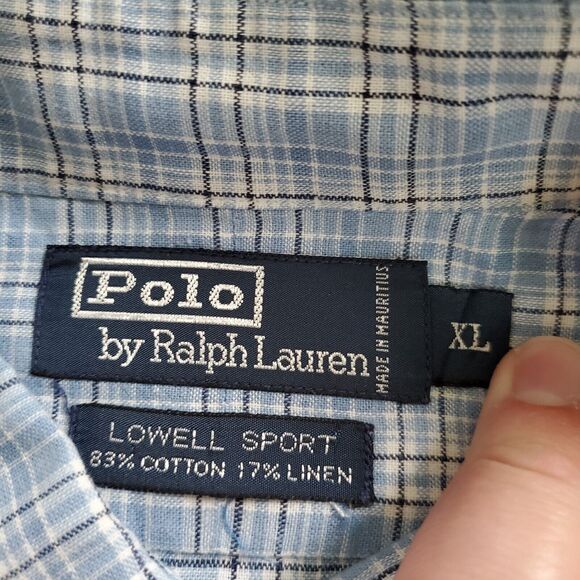 Polo
by Ralph Lauren
MADE IN MAURITIUS
XL
LOWELL SPORT
83% COTTON 17% LINEN